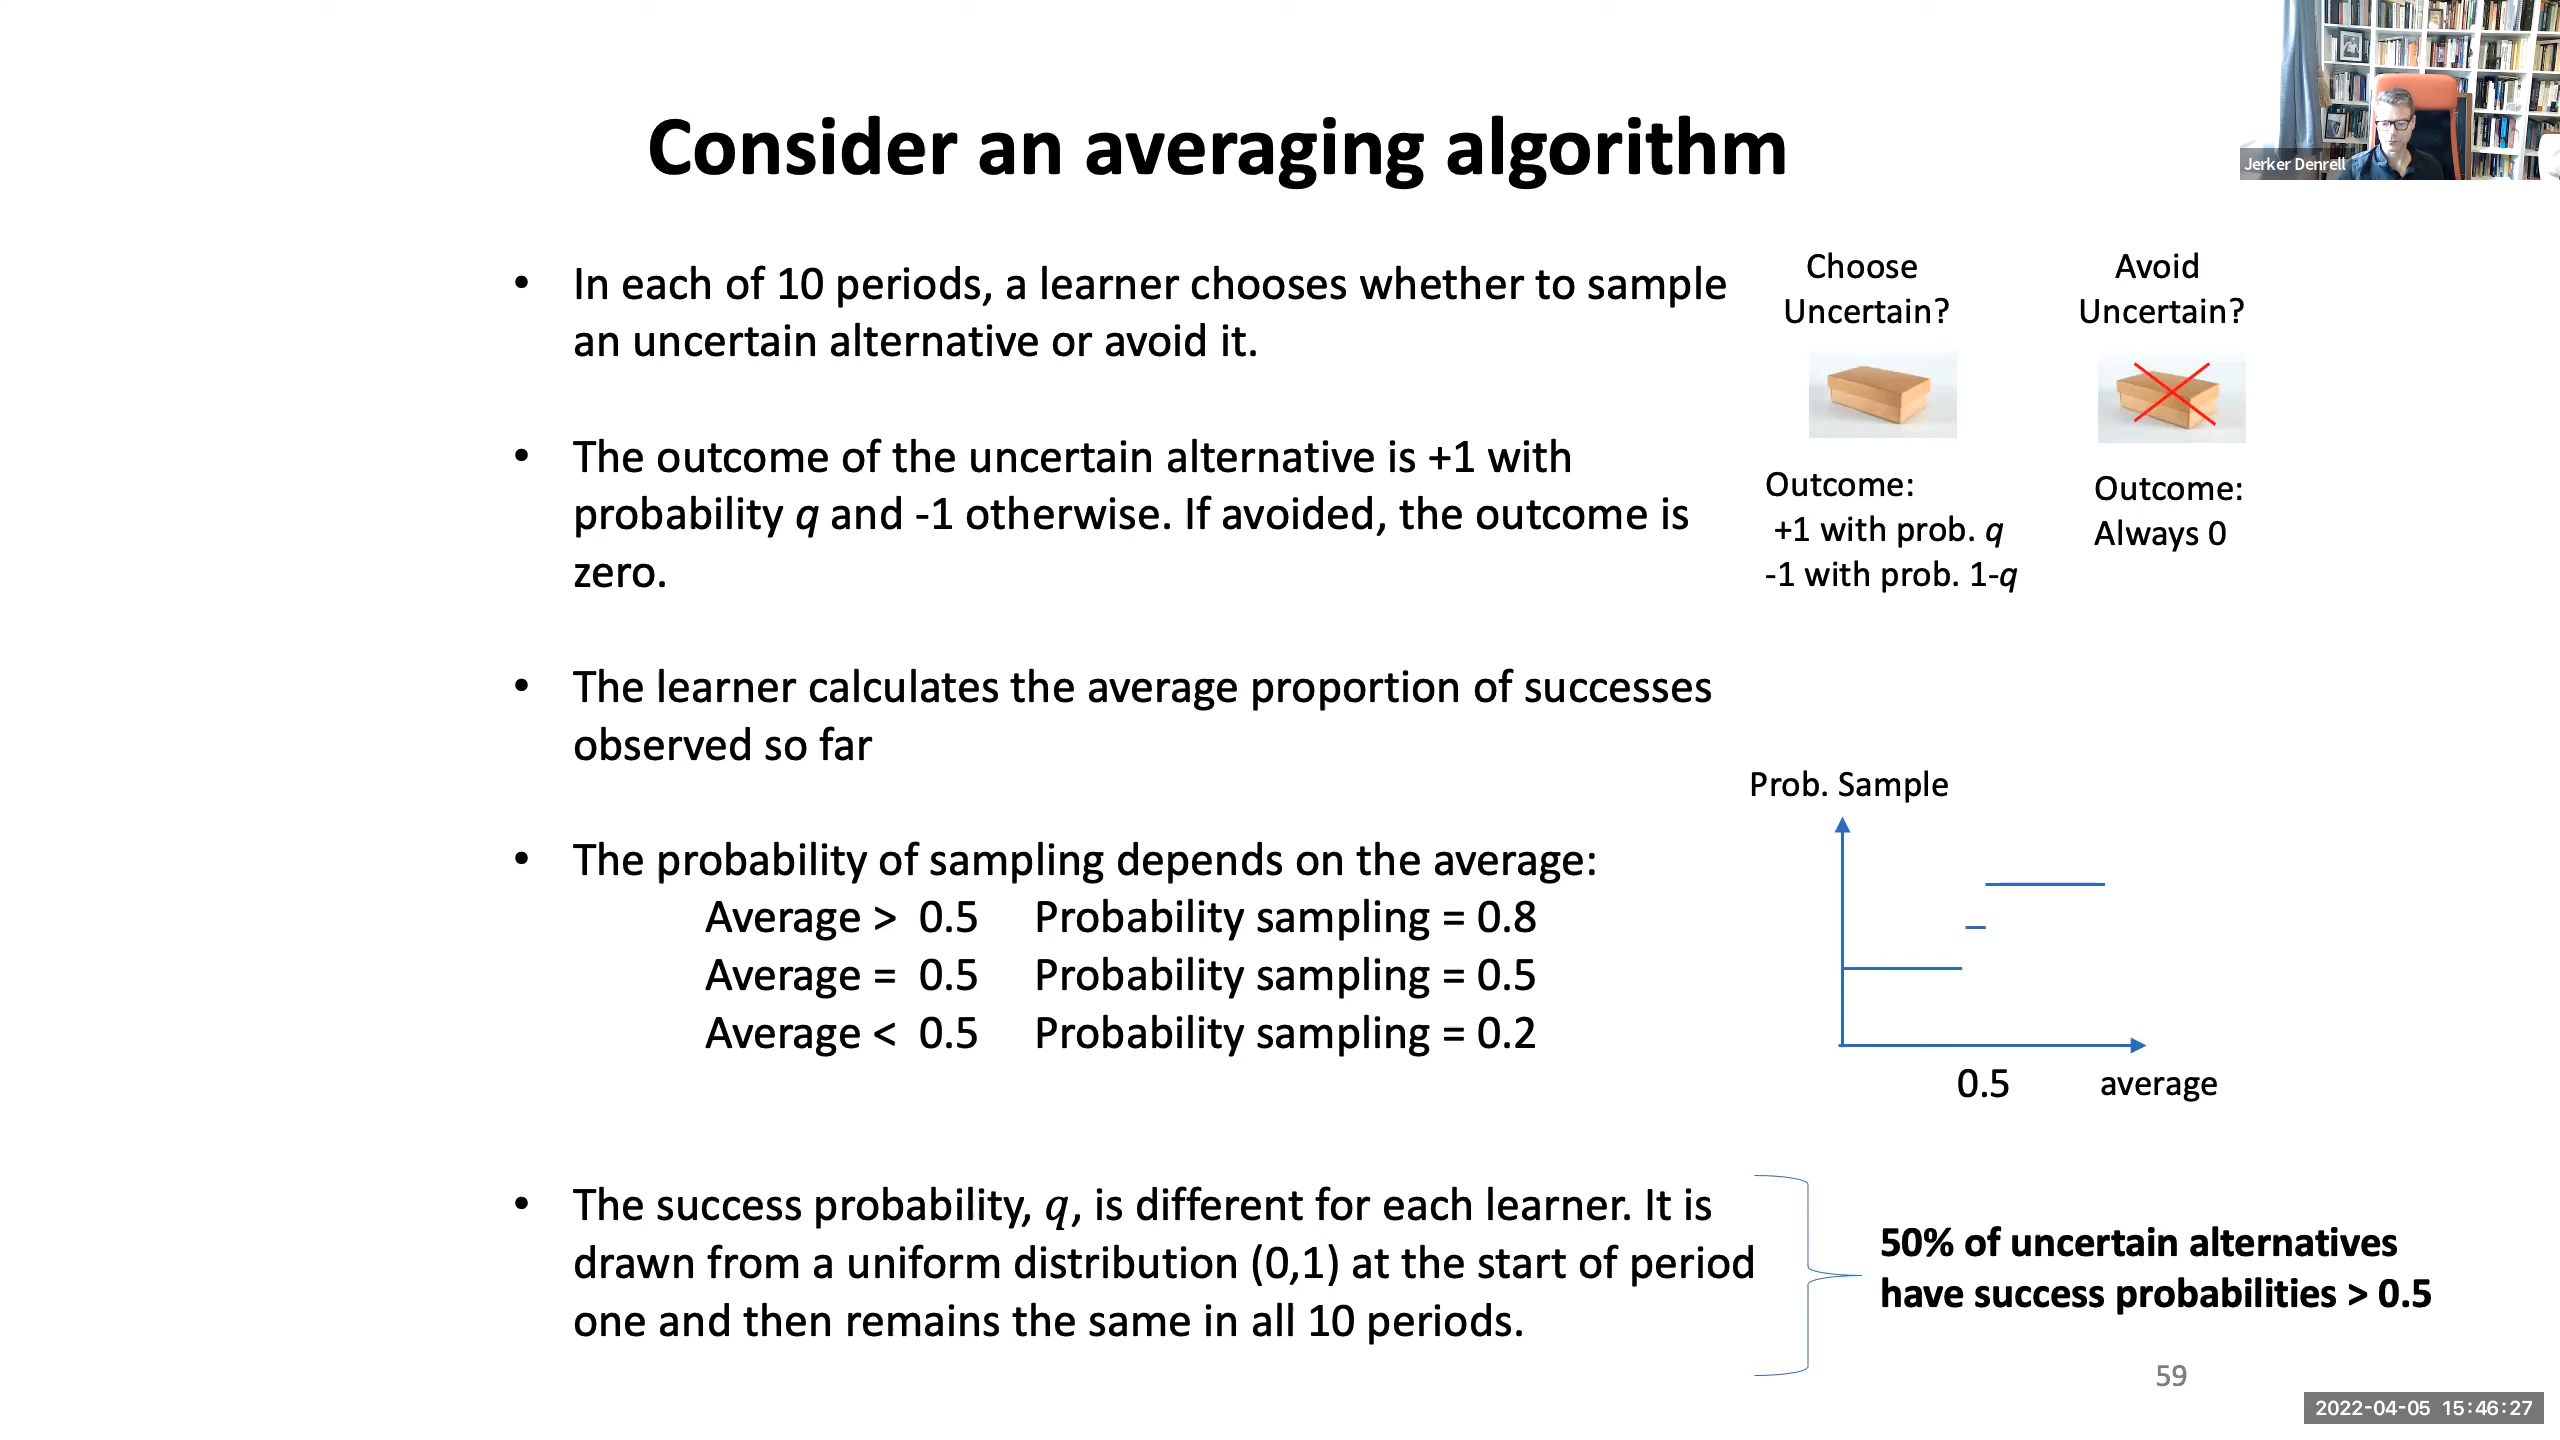 Consider an averaging algorithm
Jerker Denrell
• In each of 10 periods, a learner chooses whether to sample
an uncertain alternative or avoid it.
• The outcome of the uncertain alternative is +1 with
probability q and -1 otherwise. If avoided, the outcome is
zero.
• The learner calculates the average proportion of successes
observed so far
• The probability of sampling depends on the average:
Average > 0.5 Probability sampling = 0.8
Average = 0.5 Probability sampling = 0.5
Average < 0.5 Probability sampling = 0.2
• The success probability, q, is different for each learner. It is
drawn from a uniform distribution (0,1) at the start of period
one and then remains the same in all 10 periods.
Choose
Uncertain?
Outcome:
+1 with prob. q
-1 with prob. 1-q
Avoid
Uncertain?
Outcome:
Always 0
Prob. Sample
0.5
average
50% of uncertain alternatives
have success probabilities > 0.5
59
2022-04-05 15:46:27